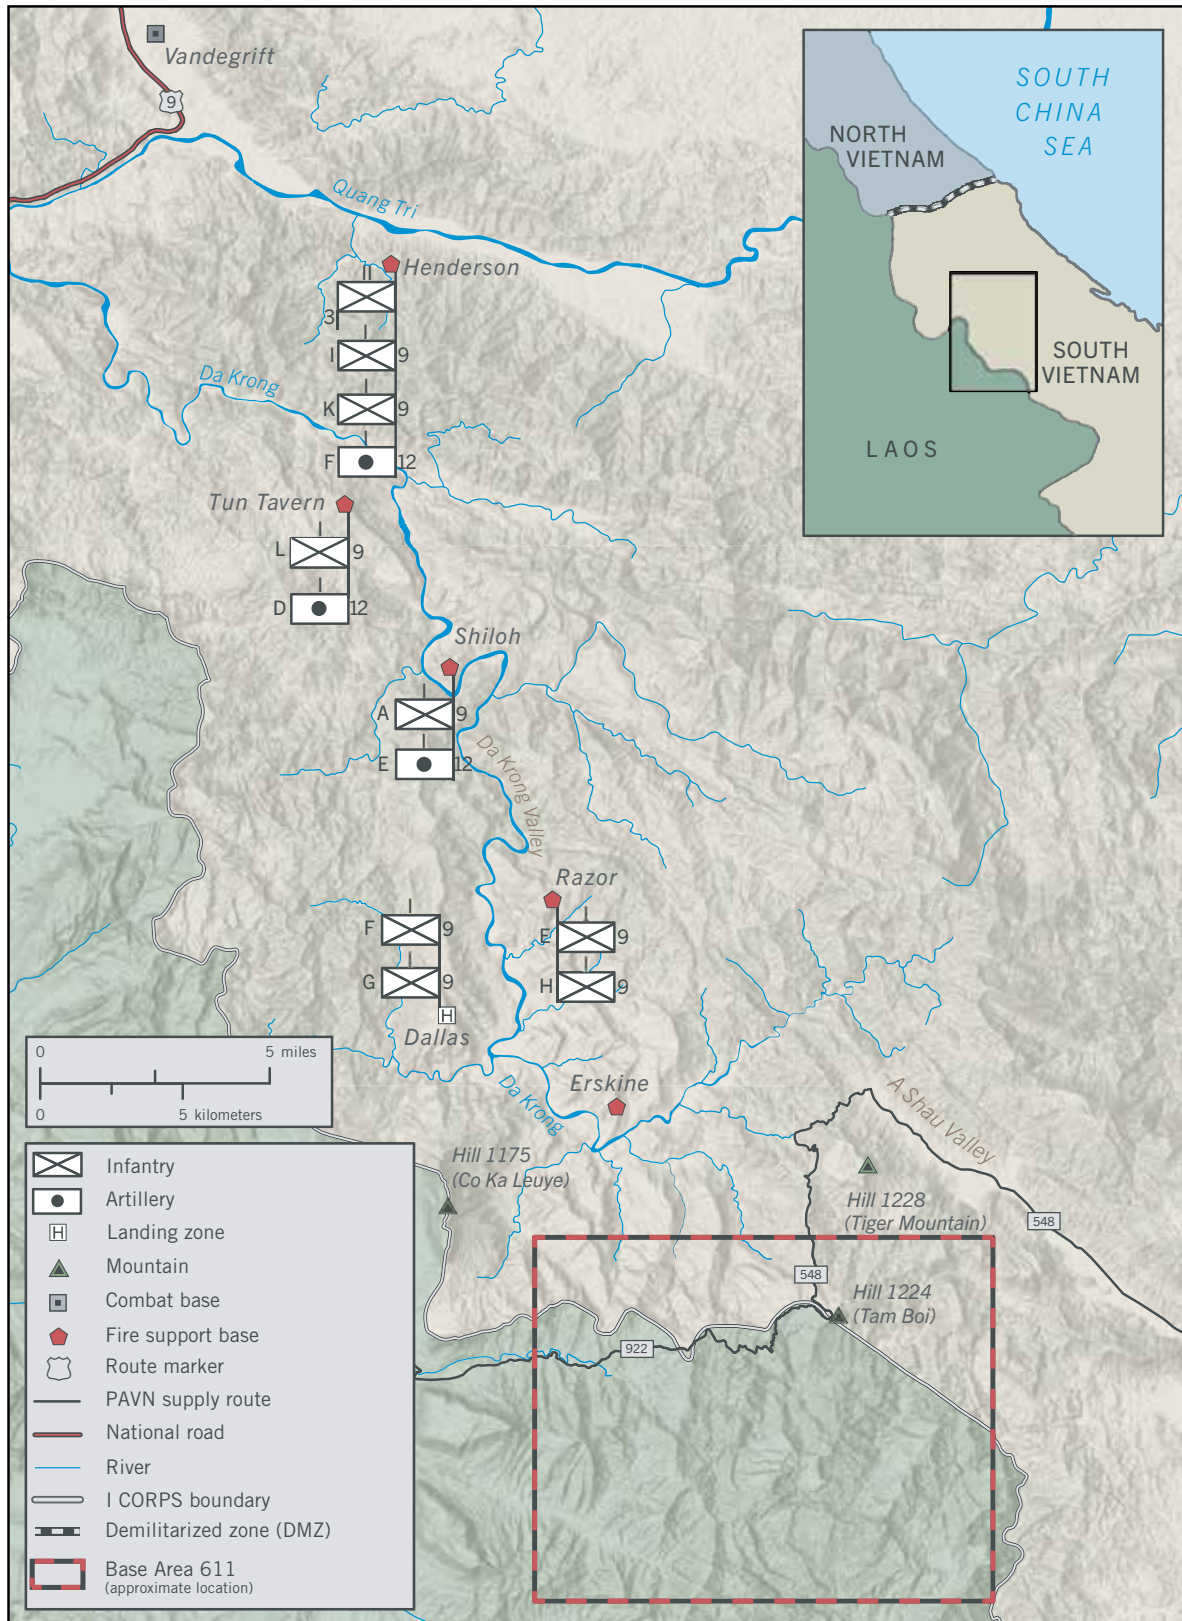 Vandegrift
9
Quang Tri
Henderson
3
I 9
K 9
F 12
Da Krong
Tun Tavern
L 9
D 12
Shiloh
A 9
E 12
Da Krong Valley
Razor
E 9
H 9
F 9
G 9
H
Dallas
Da Krong
Erskine
Hill 1175
(Co Ka Leuye)
A Shau Valley
Hill 1228
(Tiger Mountain)
548
548
Hill 1224
(Tam Boi)
922
SOUTH
CHINA
SEA
NORTH
VIETNAM
SOUTH
VIETNAM
LAOS
0 5 miles
0 5 kilometers
Infantry
Artillery
H Landing zone
Mountain
Combat base
Fire support base
Route marker
PAVN supply route
National road
River
I CORPS boundary
Demilitarized zone (DMZ)
Base Area 611
(approximate location)